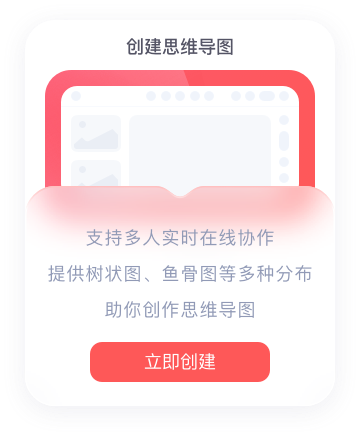 创建思维导图
支持多人实时在线协作
提供树状图、鱼骨图等多种分布
助你创作思维导图
立即创建